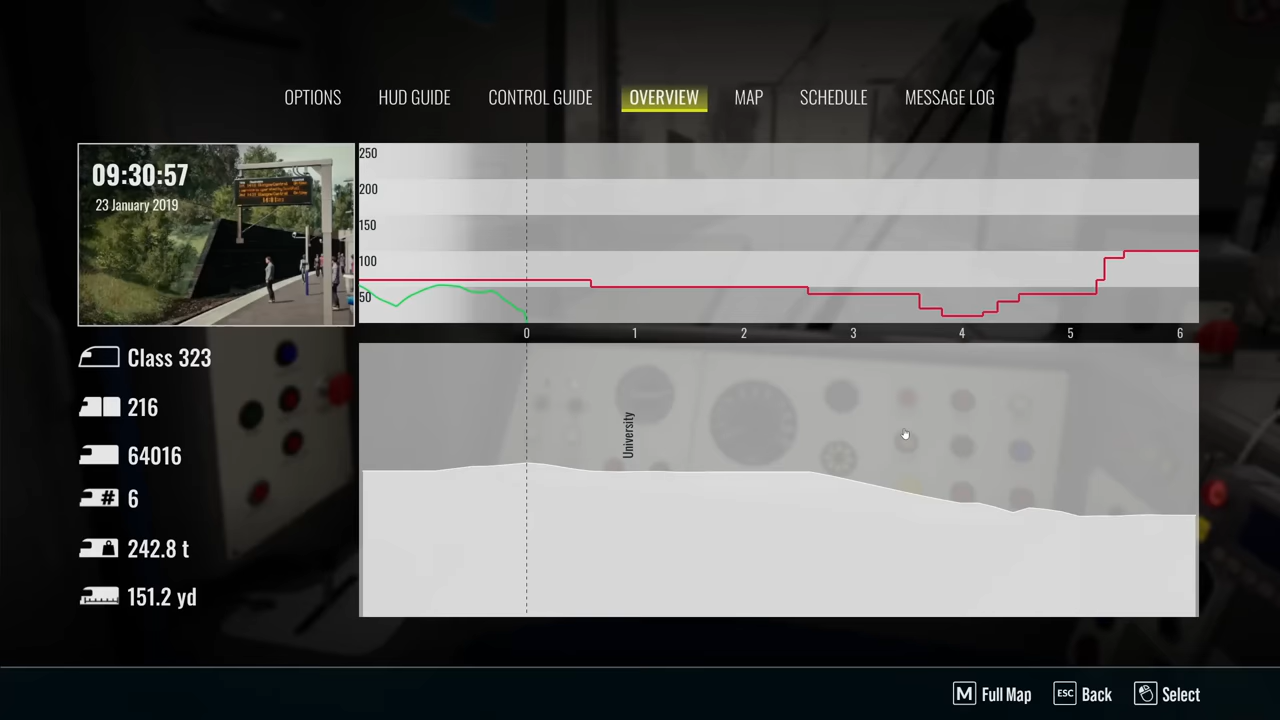 OPTIONS HUD GUIDE CONTROL GUIDE OVERVIEW MAP SCHEDULE MESSAGE LOG
09:30:57
23 January 2019
250
200
150
100
50
0 1 2 3 4 5 6
University
Class 323
216
64016
# 6
242.8 t
151.2 yd
M Full Map ESC Back Select